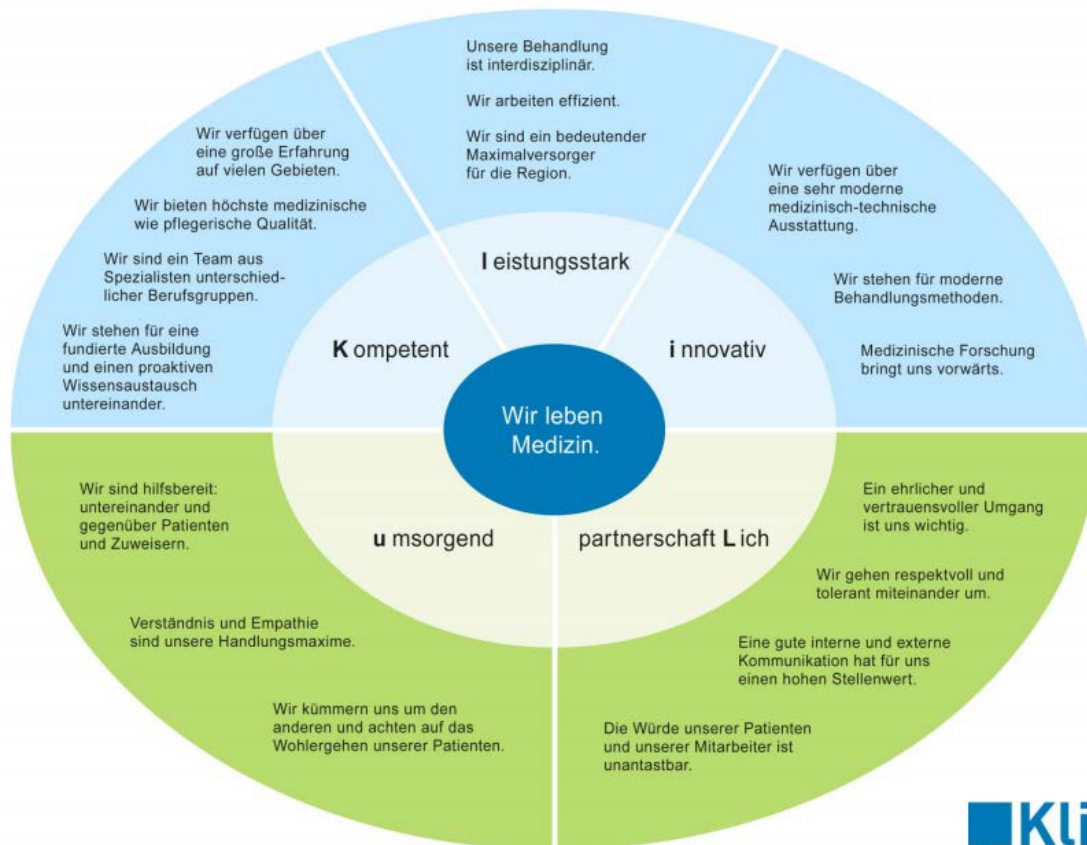 Unsere Behandlung
ist interdisziplinär.
Wir arbeiten effizient.
Wir sind ein bedeutender
Maximalversorger
für die Region.
Wir verfügen über
eine große Erfahrung
auf vielen Gebieten.
Wir bieten höchste medizinische
wie pflegerische Qualität.
Wir sind ein Team aus
Spezialisten unterschied-
licher Berufsgruppen.
Wir stehen für eine
fundierte Ausbildung
und einen proaktiven
Wissensaustausch
untereinander.
Wir verfügen über
eine sehr moderne
medizinisch-technische
Ausstattung.
Wir stehen für moderne
Behandlungsmethoden.
Medizinische Forschung
bringt uns vorwärts.
l eistungsstark
K ompetent
i nnovativ
Wir leben
Medizin.
u msorgend
partnerschaft L ich
Wir sind hilfsbereit:
untereinander und
gegenüber Patienten
und Zuweisern.
Verständnis und Empathie
sind unsere Handlungsmaxime.
Wir kümmern uns um den
anderen und achten auf das
Wohlergehen unserer Patienten.
Ein ehrlicher und
vertrauensvoller Umgang
ist uns wichtig.
Wir gehen respektvoll und
tolerant miteinander um.
Eine gute interne und externe
Kommunikation hat für uns
einen hohen Stellenwert.
Die Würde unserer Patienten
und unserer Mitarbeiter ist
unantastbar.
Kli